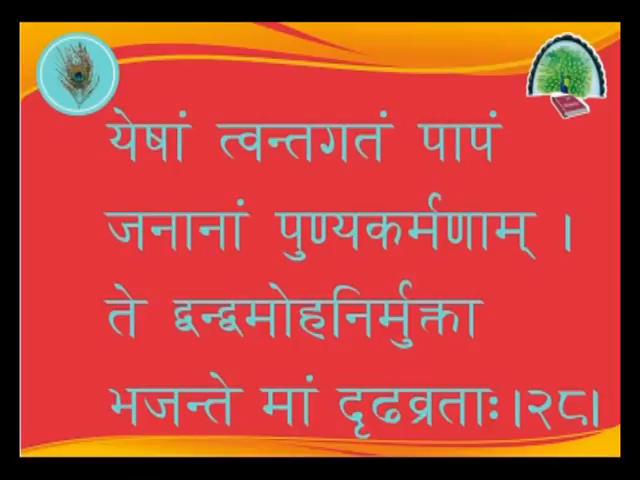 येषां त्वन्तगतं पापं
जनानां पुण्यकर्मणाम् ।
ते द्वन्द्वमोहनिर्मुक्ता
भजन्ते मां दृढव्रताः।२८।